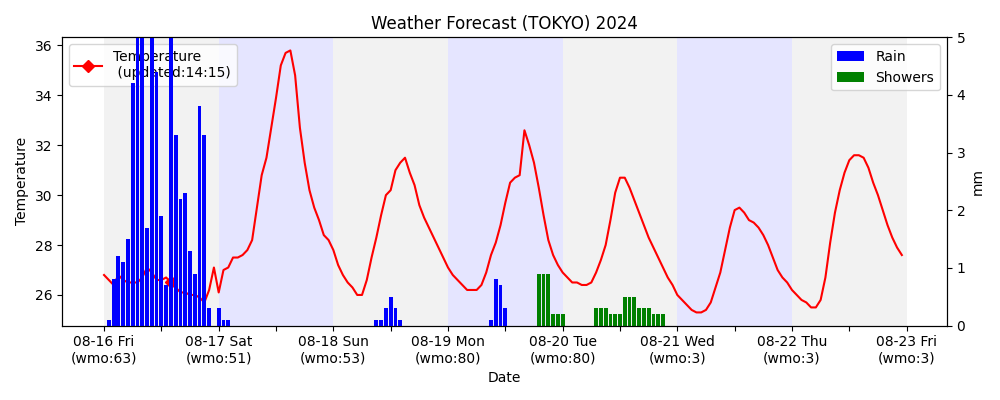 Weather Forecast (TOKYO) 2024
Temperature
(updated:14:15)
Rain
Showers
Temperature
36
34
32
30
28
26
5
4
3
2
1
0
mm
08-16 Fri
(wmo:63)
08-17 Sat
(wmo:51)
08-18 Sun
(wmo:53)
08-19 Mon
(wmo:80)
08-20 Tue
(wmo:80)
08-21 Wed
(wmo:3)
08-22 Thu
(wmo:3)
08-23 Fri
(wmo:3)
Date